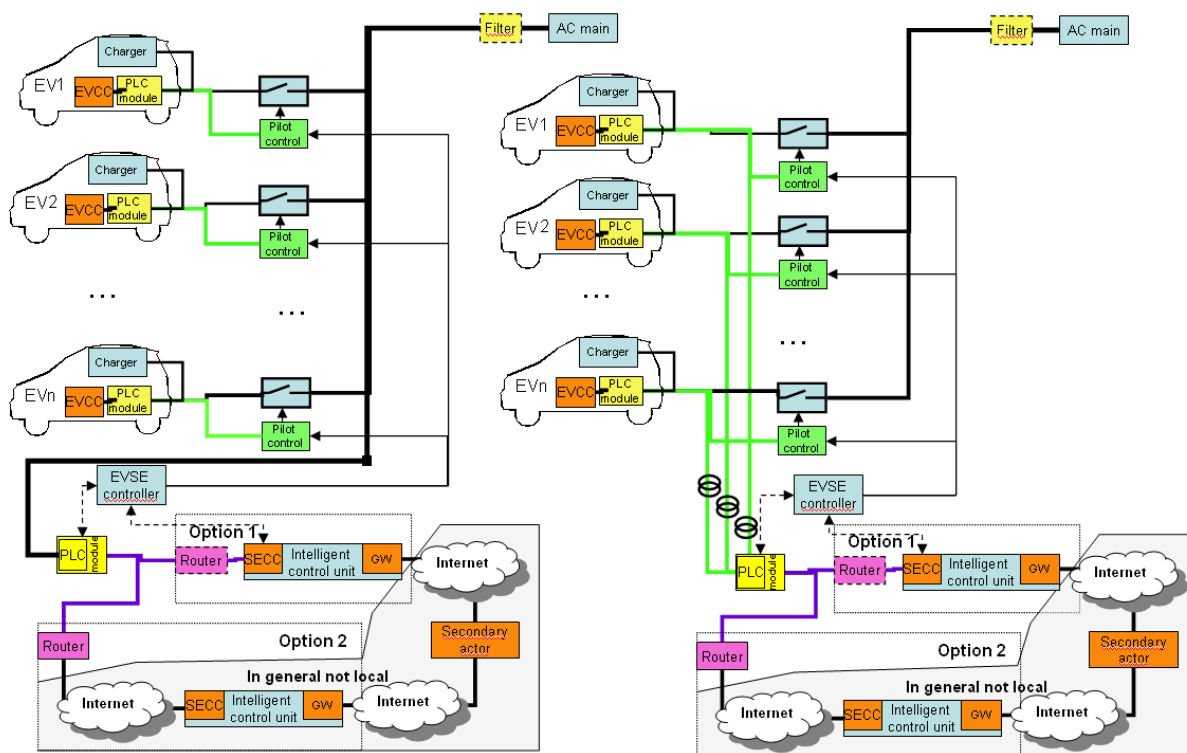 Filter
AC main
Charger
EV1
EVCC
PLC
module
Pilot
control
Charger
EV2
EVCC
PLC
module
Pilot
control
...
...
Charger
EVn
EVCC
PLC
module
Pilot
control
EVSE
controller
Option 1
PLC
module
Router
SECC
Intelligent
control unit
GW
Internet
Router
Option 2
Secondary
actor
In general not local
Internet
SECC
Intelligent
control unit
GW
Internet
Filter
AC main
Charger
EV1
EVCC
PLC
module
Pilot
control
Charger
EV2
EVCC
PLC
module
Pilot
control
...
...
Charger
EVn
EVCC
PLC
module
Pilot
control
EVSE
controller
Option 1
PLC
module
Router
SECC
Intelligent
control unit
GW
Internet
Router
Option 2
Secondary
actor
In general not local
Internet
SECC
Intelligent
control unit
GW
Internet